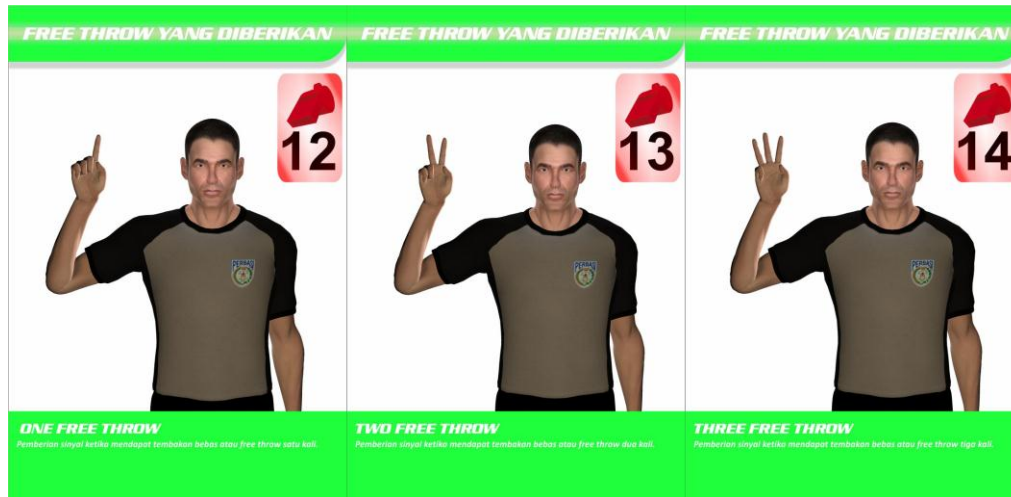 FREE THROW YANG DIBERIKAN
12
PERBASI
ONE FREE THROW
Pemberian sinyal ketika mendapat tembakan bebas atau free throw satu kali.
FREE THROW YANG DIBERIKAN
13
PERBASI
TWO FREE THROW
Pemberian sinyal ketika mendapat tembakan bebas atau free throw dua kali.
FREE THROW YANG DIBERIKAN
14
PERBASI
THREE FREE THROW
Pemberian sinyal ketika mendapat tembakan bebas atau free throw tiga kali.